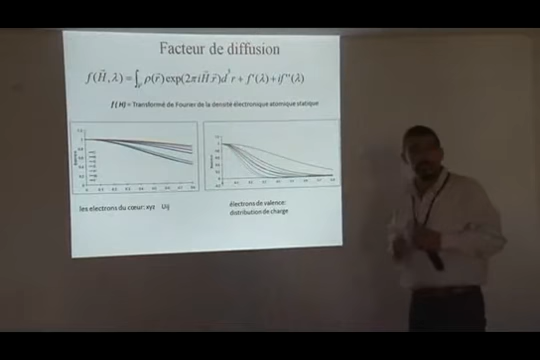 Facteur de diffusion
f(H⃗,λ) = ∫ᵥ ρ(r⃗)exp(2πiH⃗.r⃗)d³r + f'(λ) + if''(λ)
f (H) = Transformé de Fourier de la densité électronique atomique statique
les electrons du cœur: xyz Uij
électrons de valence:
distribution de charge